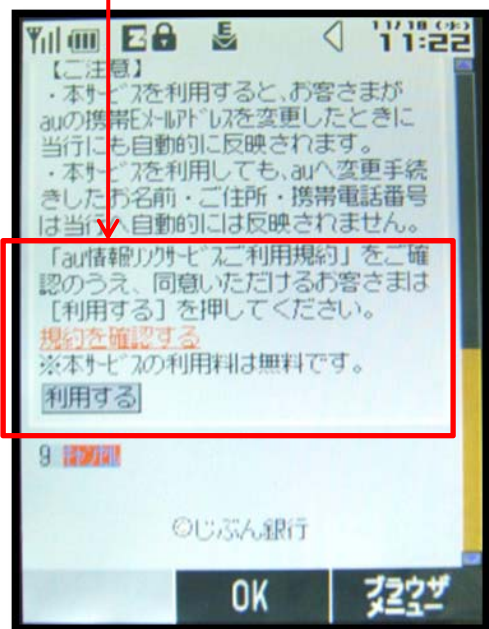 11/18(水)
11:22
【ご注意】
・本ｻｰﾋﾞｽを利用すると、お客さまが
auの携帯Eﾒｰﾙｱﾄﾞﾚｽを変更したときに
当行にも自動的に反映されます。
・本ｻｰﾋﾞｽを利用しても、auへ変更手続
きしたお名前・ご住所・携帯電話番号
は当行へ自動的には反映されません。
「au情報ﾘﾝｸｻｰﾋﾞｽご利用規約」をご確
認のうえ、同意いただけるお客さまは
[利用する]を押してください。
規約を確認する
※本ｻｰﾋﾞｽの利用料は無料です。
利用する
9 ｷｬﾝｾﾙ
©じぶん銀行
OK
ブラウザ
メニュー